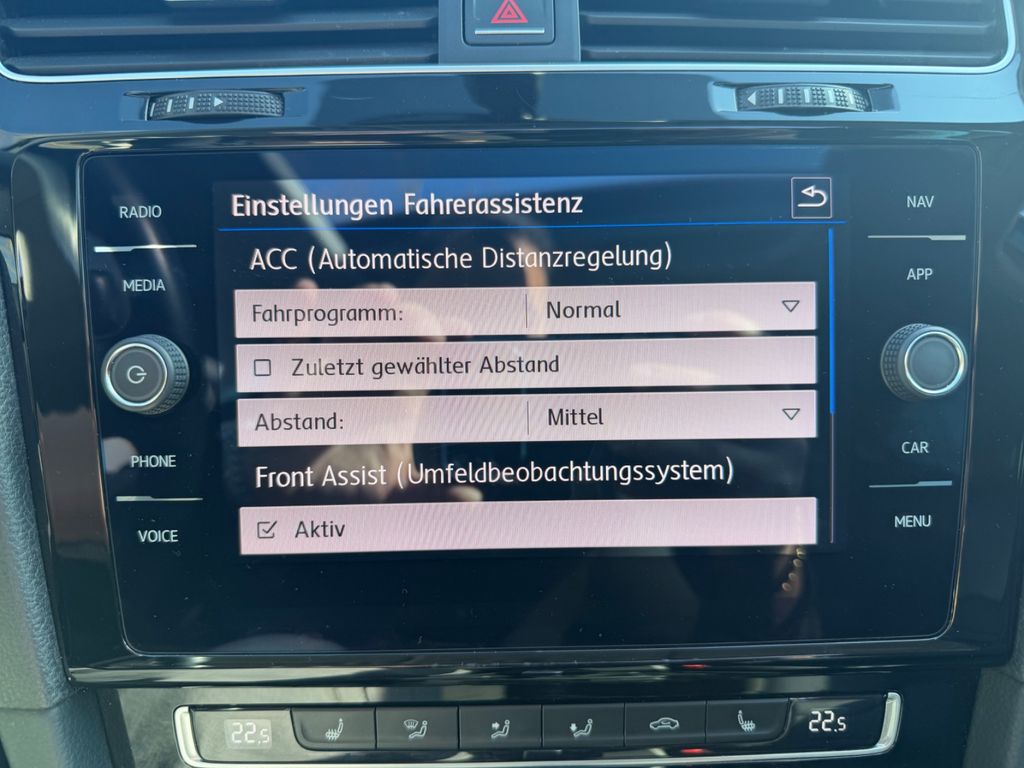 RADIO
MEDIA
PHONE
VOICE
Einstellungen Fahrerassistenz
ACC (Automatische Distanzregelung)
Fahrprogramm: Normal
Zuletzt gewählter Abstand
Abstand: Mittel
Front Assist (Umfeldbeobachtungssystem)
Aktiv
NAV
APP
CAR
MENU
22.5
22.5